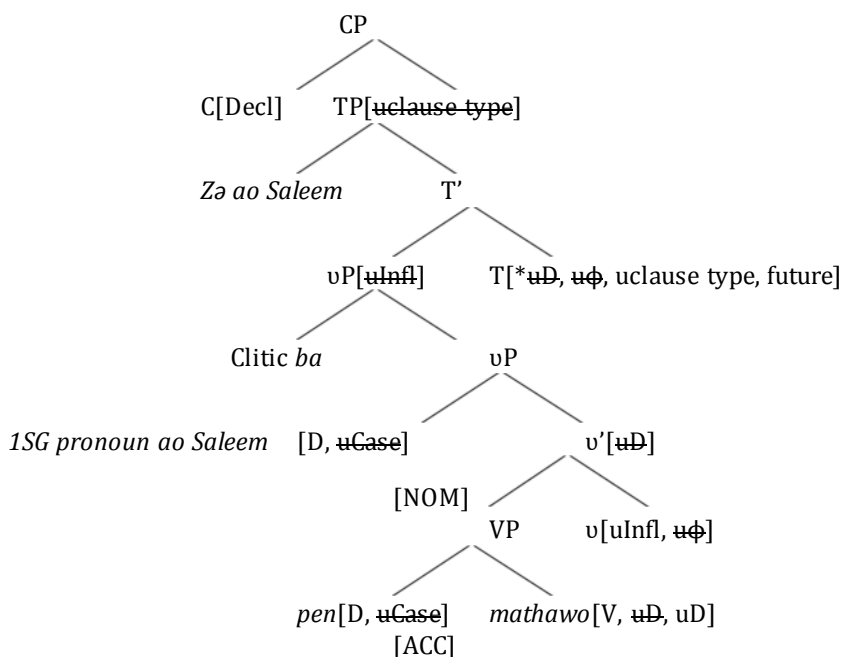 CP
C[Decl] TP[uclause type]
Zə ao Saleem T’
υP[uInfl] T[*uD, uϕ, uclause type, future]
Clitic ba υP
1SG pronoun ao Saleem [D, uCase] υ’[uD]
[NOM]
VP υ[uInfl, uϕ]
pen[D, uCase] mathawo[V, uD, uD]
[ACC]